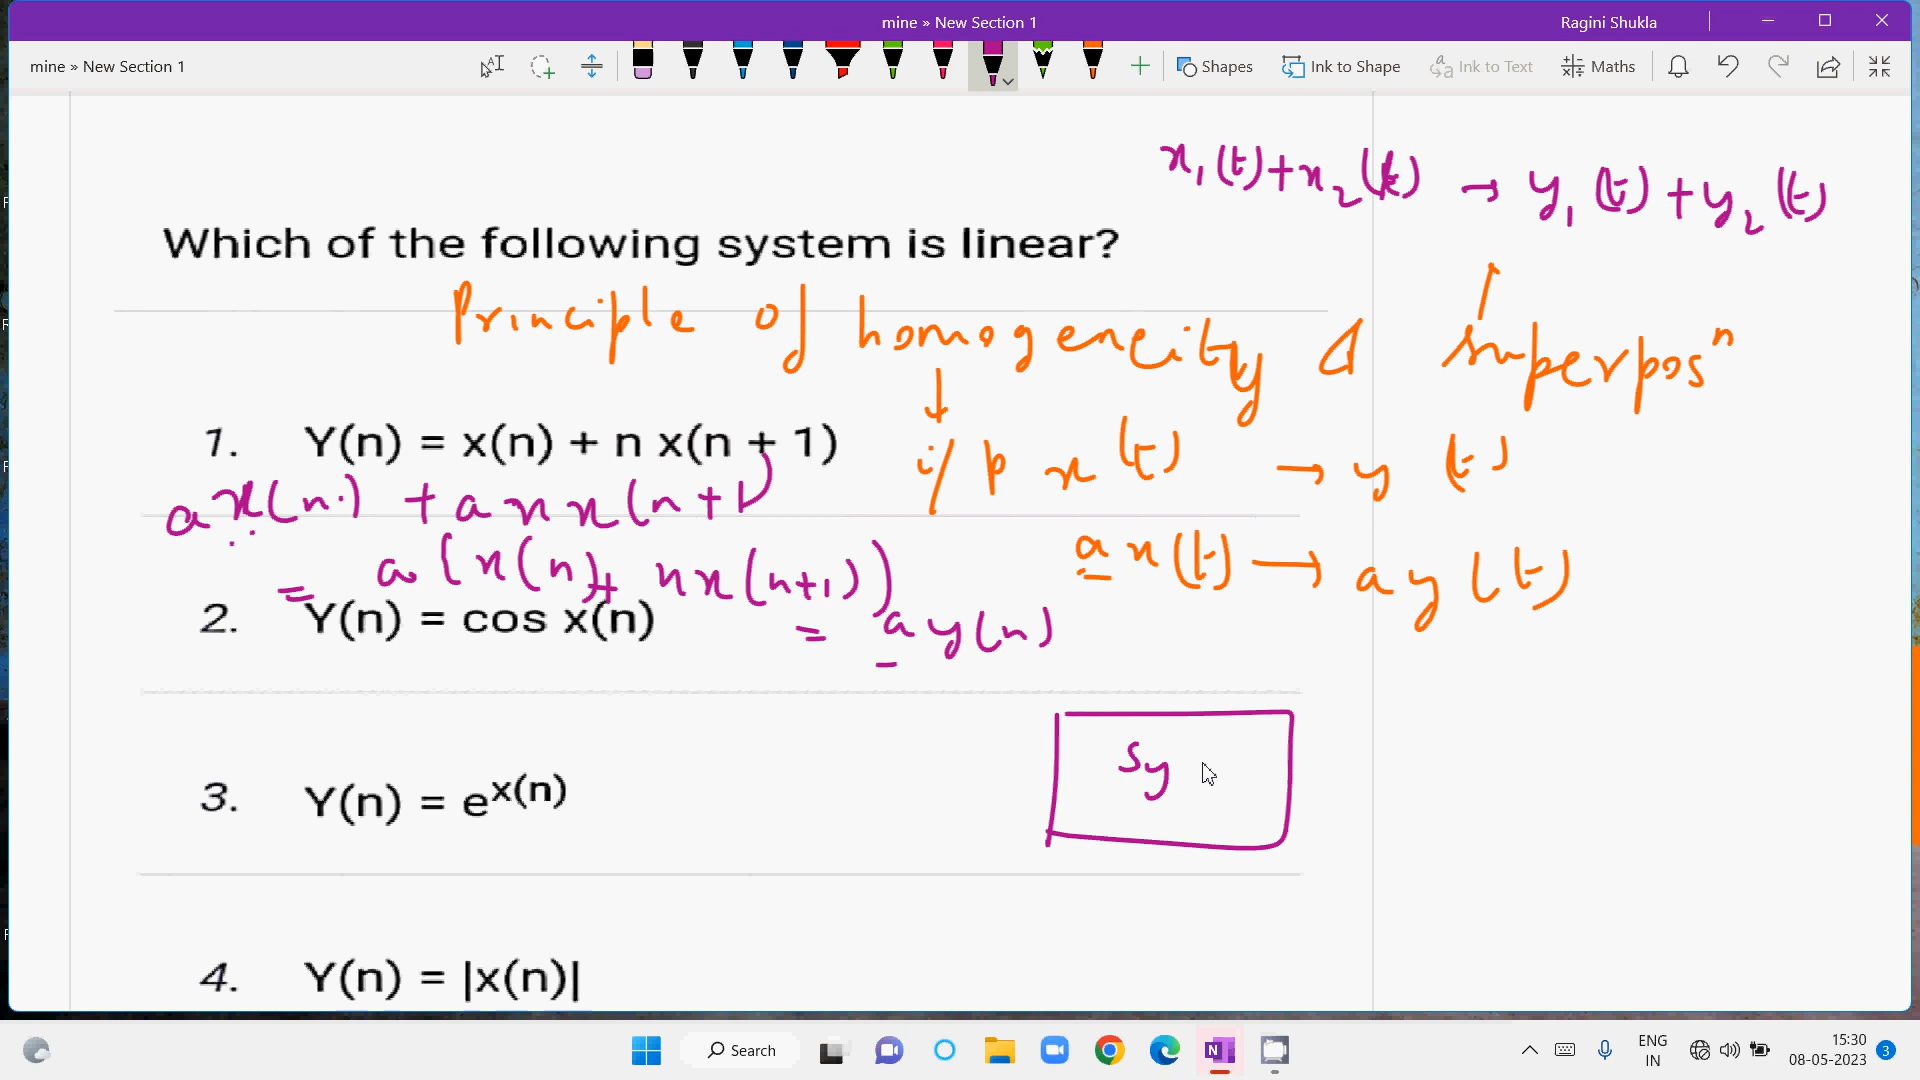 mine » New Section 1
Ragini Shukla
mine » New Section 1
Shapes
Ink to Shape
Ink to Text
Maths
x₁(t)+x₂(t) → y₁(t)+y₂(t)
Which of the following system is linear?
Principle of homogeneity & superposⁿ
1. Y(n) = x(n) + n x(n + 1)
i/p x(t) → y(t)
a x(n) + a n x(n+1)
a x(t) → a y(t)
= a {x(n) + n x(n+1)}
2. Y(n) = cos x(n)
= a y(n)
Sy
3. Y(n) = eˣ⁽ⁿ⁾
4. Y(n) = |x(n)|
Search
ENG
IN
15:30
08-05-2023
3